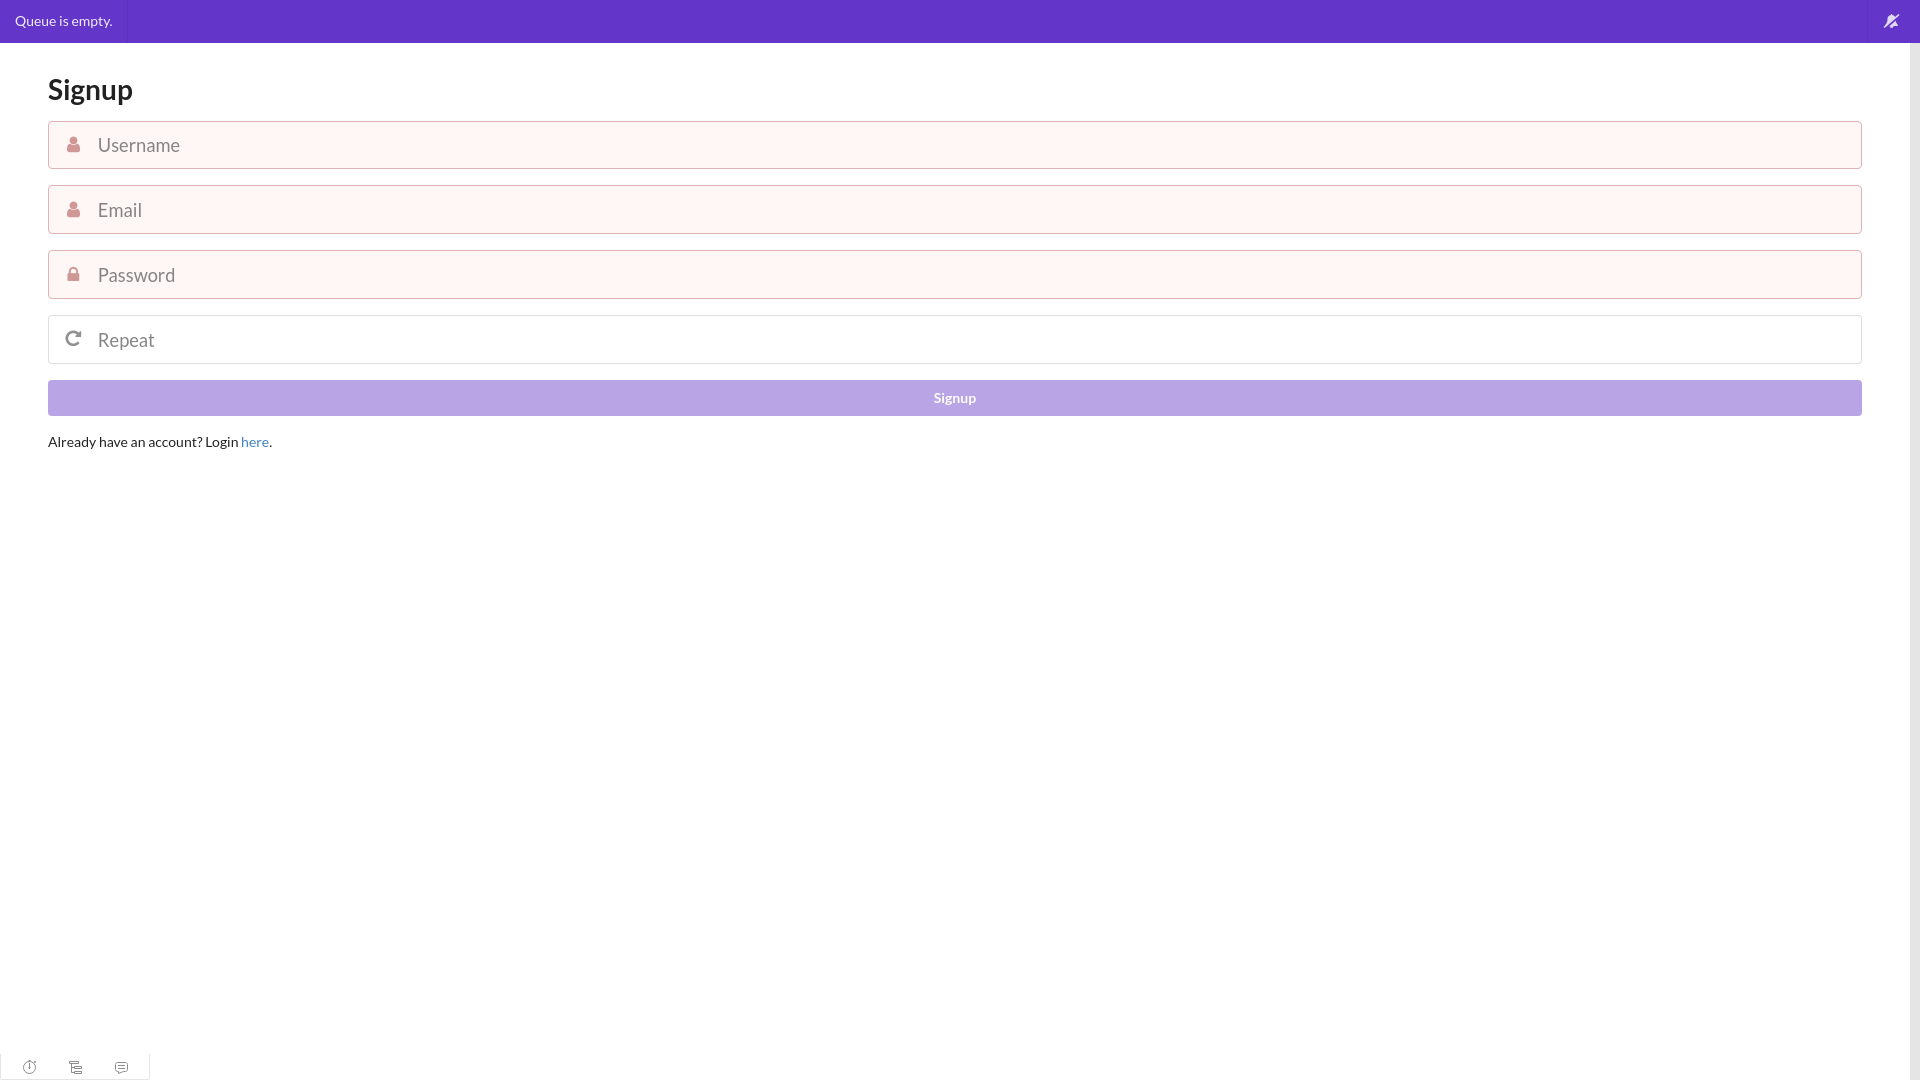 Queue is empty.
Signup
Username
Email
Password
Repeat
Signup
Already have an account? Login here.